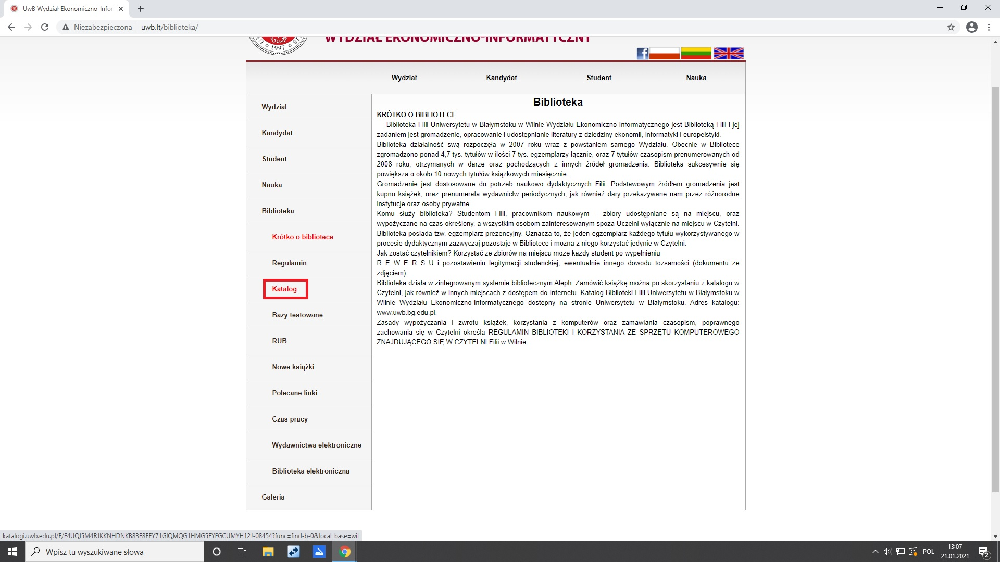 UwB Wydział Ekonomiczno-Infor
Niezabezpieczona | uwb.lt/biblioteka/
WYDZIAŁ EKONOMICZNO-INFORMATYCZNY
1997
Wydział Kandydat Student Nauka
Wydział
Kandydat
Student
Nauka
Biblioteka
Krótko o bibliotece
Regulamin
Katalog
Bazy testowane
RUB
Nowe książki
Polecane linki
Czas pracy
Wydawnictwa elektroniczne
Biblioteka elektroniczna
Galeria
Biblioteka
KRÓTKO O BIBLIOTECE
Biblioteka Filii Uniwersytetu w Białymstoku w Wilnie Wydziału Ekonomiczno-Informatycznego jest Biblioteką Filii i jej
zadaniem jest gromadzenie, opracowanie i udostępnianie literatury z dziedziny ekonomii, informatyki i europeistyki.
Biblioteka działalność swą rozpoczęła w 2007 roku wraz z powstaniem samego Wydziału. Obecnie w Bibliotece
zgromadzono ponad 4,7 tys. tytułów w ilości 7 tys. egzemplarzy łącznie, oraz 7 tytułów czasopism prenumerowanych od
2008 roku, otrzymanych w darze oraz pochodzących z innych źródeł gromadzenia. Biblioteka sukcesywnie się
powiększa o około 10 nowych tytułów książkowych miesięcznie.
Gromadzenie jest dostosowane do potrzeb naukowo dydaktycznych Filii. Podstawowym źródłem gromadzenia jest
kupno książek, oraz prenumerata wydawnictw periodycznych, jak również dary przekazywane nam przez różnorodne
instytucje oraz osoby prywatne.
Komu służy biblioteka? Studentom Filii, pracownikom naukowym – zbiory udostępniane są na miejscu, oraz
wypożyczane na czas określony, a wszystkim osobom zainteresowanym spoza Uczelni wyłącznie na miejscu w Czytelni.
Biblioteka posiada tzw. egzemplarz prezencyjny. Oznacza to, że jeden egzemplarz każdego tytułu wykorzystywanego w
procesie dydaktycznym zazwyczaj pozostaje w Bibliotece i można z niego korzystać jedynie w Czytelni.
Jak zostać czytelnikiem? Korzystać ze zbiorów na miejscu może każdy student po wypełnieniu
R E W E R S U i pozostawieniu legitymacji studenckiej, ewentualnie innego dowodu tożsamości (dokumentu ze
zdjęciem).
Biblioteka działa w zintegrowanym systemie bibliotecznym Aleph. Zamówić książkę można po skorzystaniu z katalogu w
Czytelni, jak również w innych miejscach z dostępem do Internetu. Katalog Biblioteki Filii Uniwersytetu w Białymstoku w
Wilnie Wydziału Ekonomiczno-Informatycznego dostępny na stronie Uniwersytetu w Białymstoku. Adres katalogu:
www.uwb.bg.edu.pl.
Zasady wypożyczania i zwrotu książek, korzystania z komputerów oraz zamawiania czasopism, poprawnego
zachowania się w Czytelni określa REGULAMIN BIBLIOTEKI I KORZYSTANIA ZE SPRZĘTU KOMPUTEROWEGO
ZNAJDUJĄCEGO SIĘ W CZYTELNI Filii w Wilnie.
katalogi.uwb.edu.pl/F/F4UQI5M4RJKKNHDNKB83E8EEY71GIQMQG1HMG5FYFGCUMYH12J-08454?func=find-b-0&local_base=wil
Wpisz tu wyszukiwane słowa
POL
13:07
21.01.2021
2